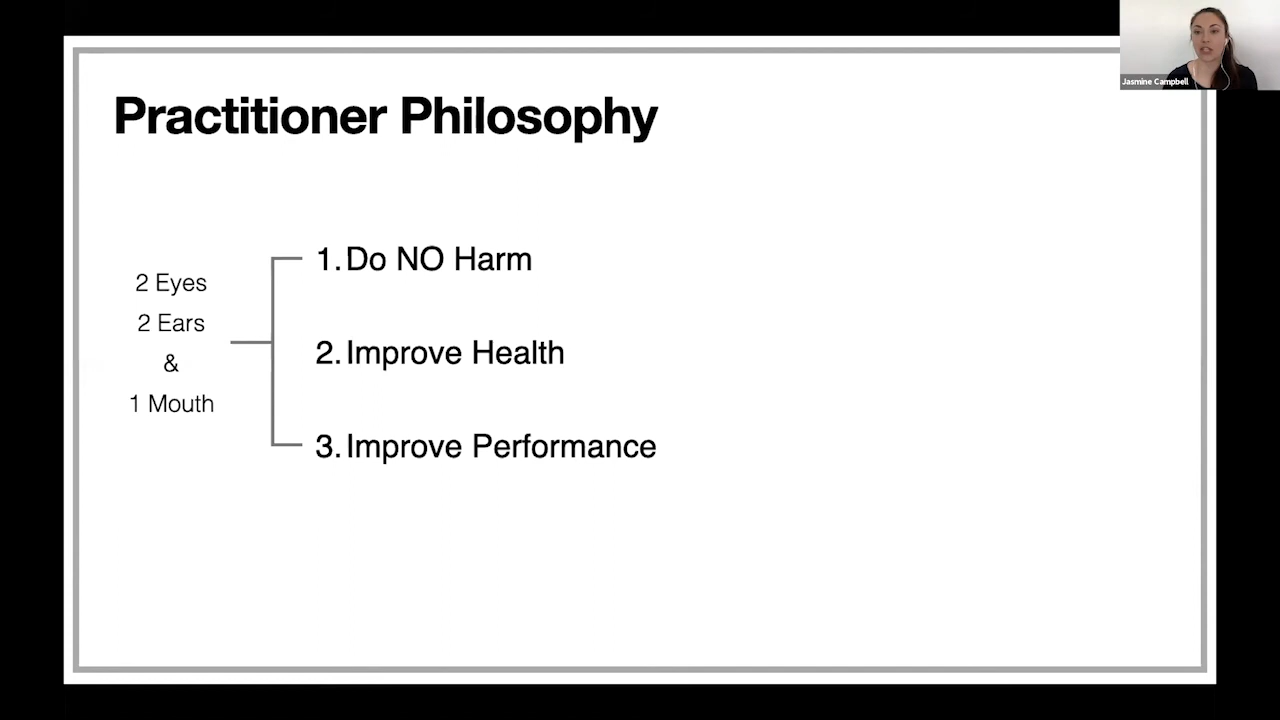 Jasmine Campbell
Practitioner Philosophy
2 Eyes
2 Ears
&
1 Mouth
1. Do NO Harm
2. Improve Health
3. Improve Performance